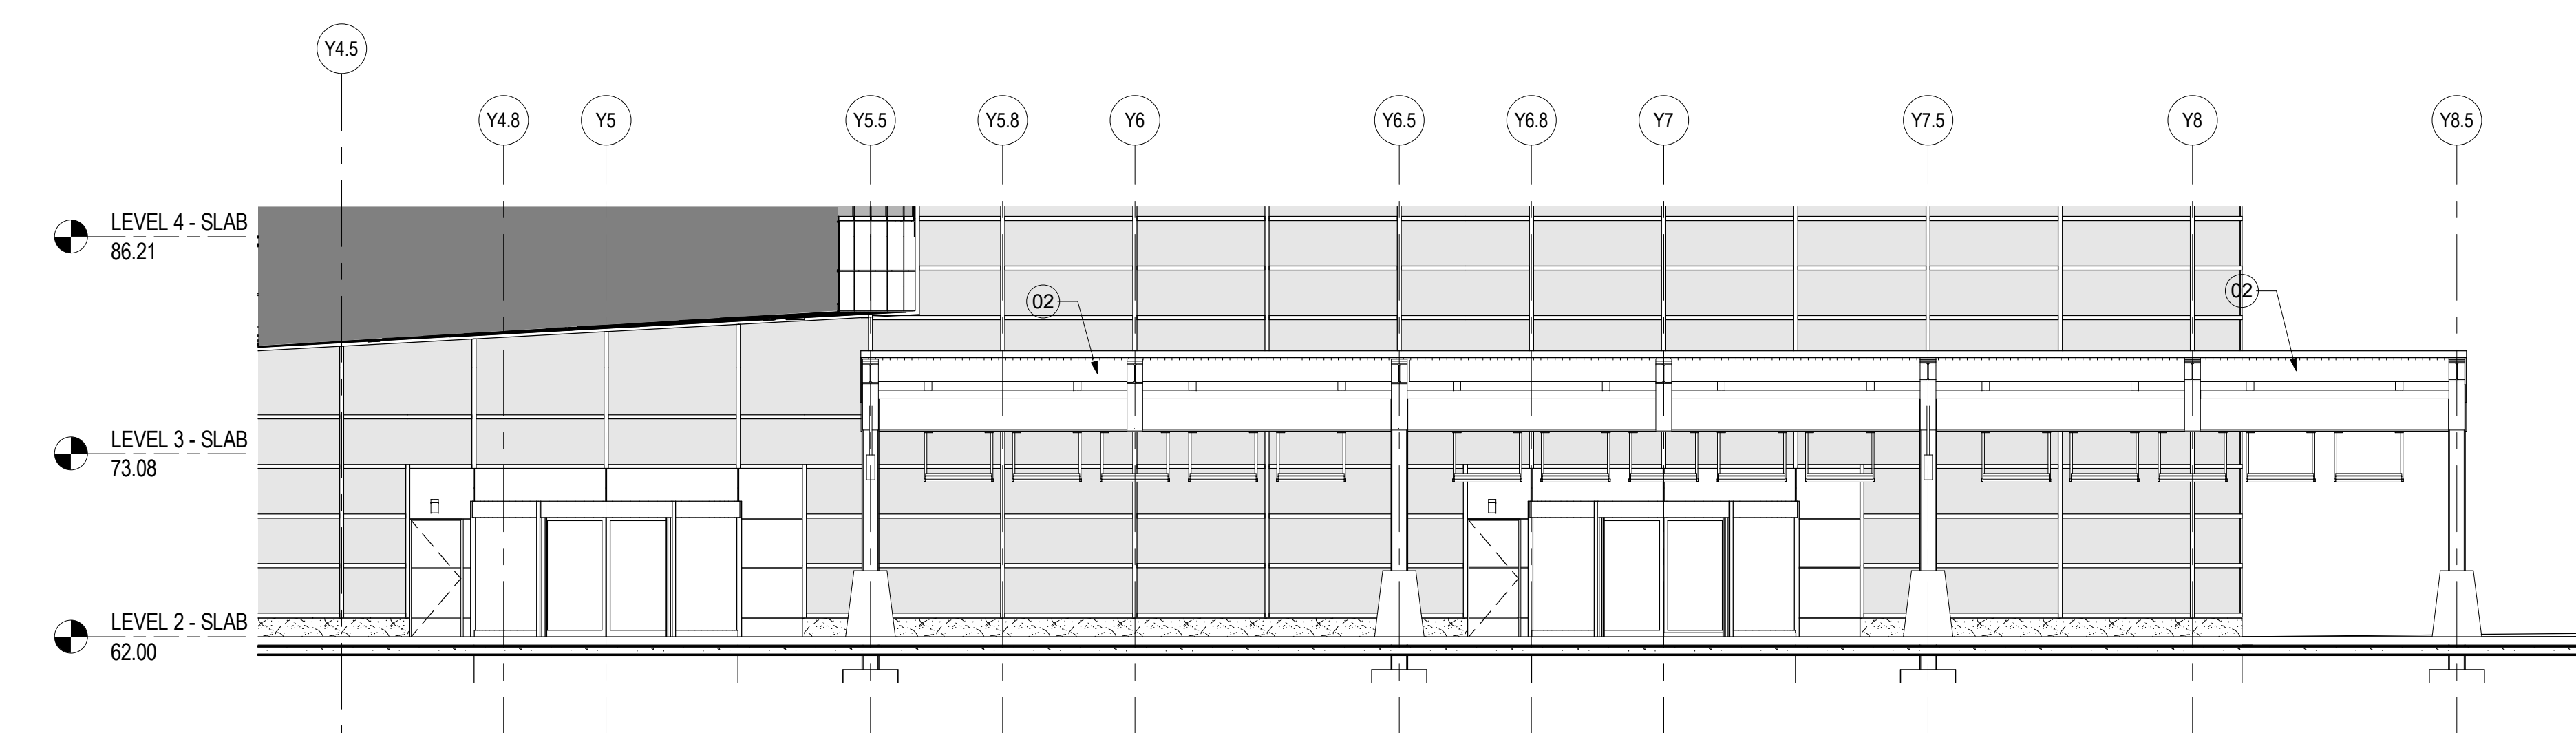 Y4.5
Y4.8
Y5
Y5.5
Y5.8
Y6
Y6.5
Y6.8
Y7
Y7.5
Y8
Y8.5
LEVEL 4 - SLAB
86.21
02
02
LEVEL 3 - SLAB
73.08
LEVEL 2 - SLAB
62.00